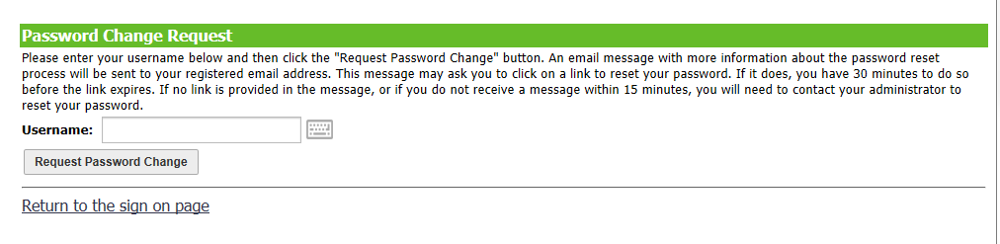 Password Change Request
Please enter your username below and then click the "Request Password Change" button. An email message with more information about the password reset
process will be sent to your registered email address. This message may ask you to click on a link to reset your password. If it does, you have 30 minutes to do so
before the link expires. If no link is provided in the message, or if you do not receive a message within 15 minutes, you will need to contact your administrator to
reset your password.
Username:
Request Password Change
Return to the sign on page